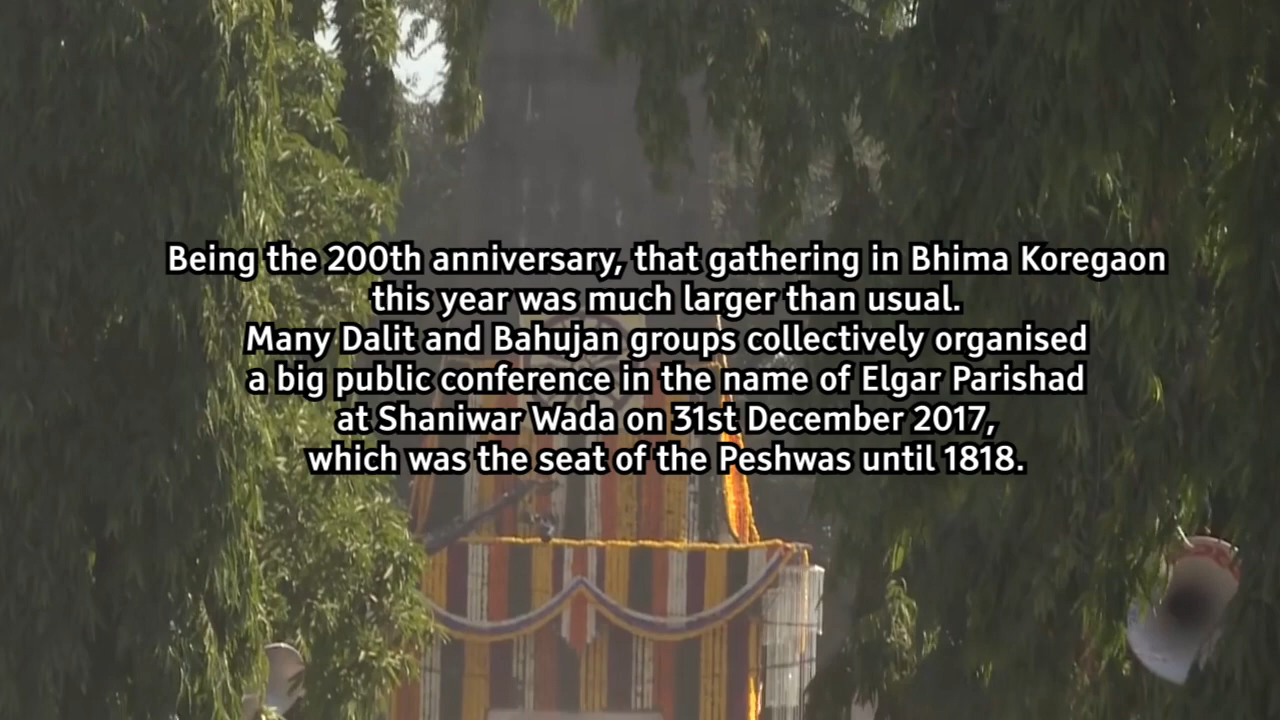 Being the 200th anniversary, that gathering in Bhima Koregaon
this year was much larger than usual.
Many Dalit and Bahujan groups collectively organised
a big public conference in the name of Elgar Parishad
at Shaniwar Wada on 31st December 2017,
which was the seat of the Peshwas until 1818.